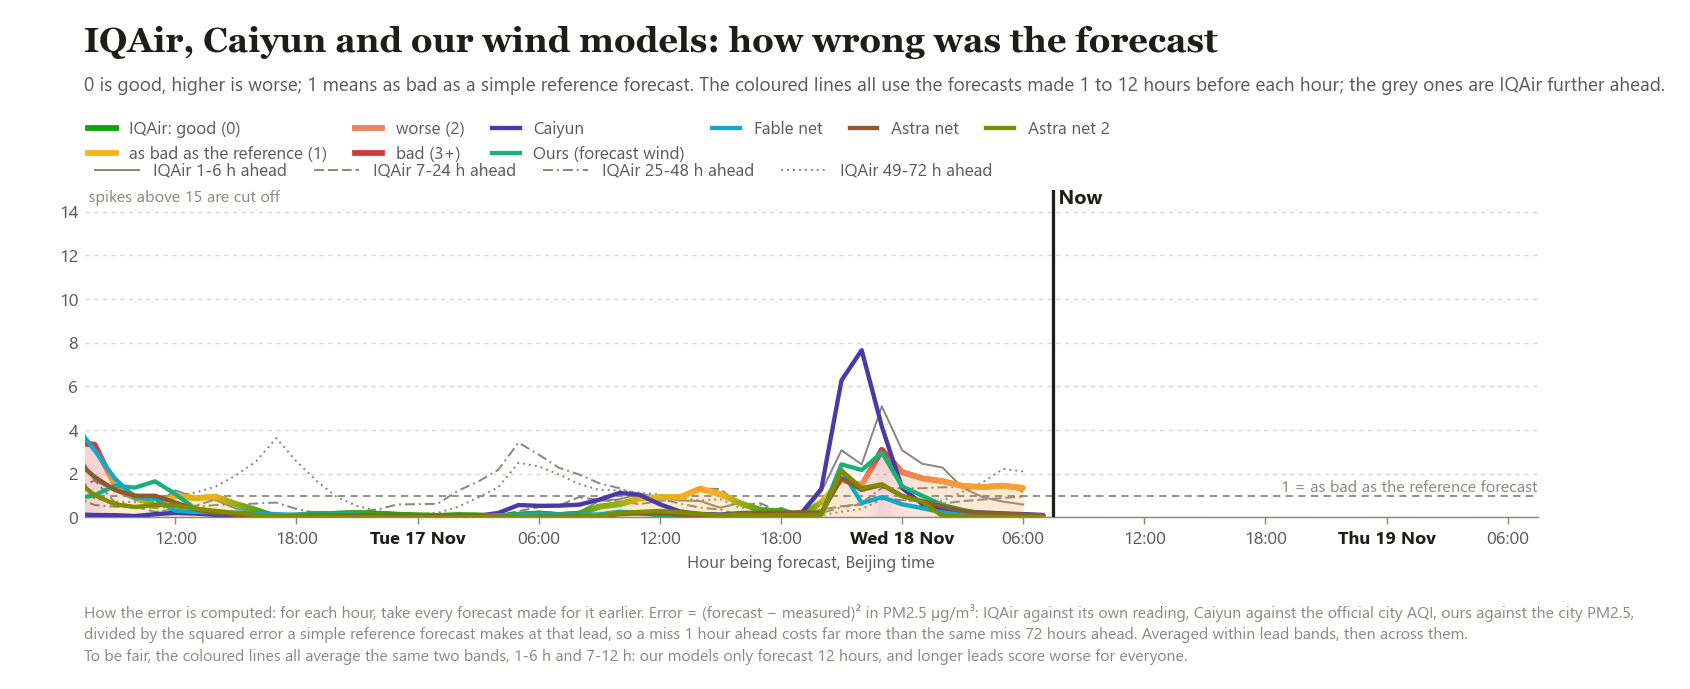 IQAir, Caiyun and our wind models: how wrong was the forecast
0 is good, higher is worse; 1 means as bad as a simple reference forecast. The coloured lines all use the forecasts made 1 to 12 hours before each hour; the grey ones are IQAir further ahead.
IQAir: good (0) worse (2) Caiyun Fable net Astra net Astra net 2
as bad as the reference (1) bad (3+) Ours (forecast wind)
IQAir 1-6 h ahead IQAir 7-24 h ahead IQAir 25-48 h ahead IQAir 49-72 h ahead
spikes above 15 are cut off
Now
14
12
10
8
6
4
2
0
1 = as bad as the reference forecast
12:00 18:00 Tue 17 Nov 06:00 12:00 18:00 Wed 18 Nov 06:00 12:00 18:00 Thu 19 Nov 06:00
Hour being forecast, Beijing time
How the error is computed: for each hour, take every forecast made for it earlier. Error = (forecast − measured)² in PM2.5 µg/m³: IQAir against its own reading, Caiyun against the official city AQI, ours against the city PM2.5,
divided by the squared error a simple reference forecast makes at that lead, so a miss 1 hour ahead costs far more than the same miss 72 hours ahead. Averaged within lead bands, then across them.
To be fair, the coloured lines all average the same two bands, 1-6 h and 7-12 h: our models only forecast 12 hours, and longer leads score worse for everyone.